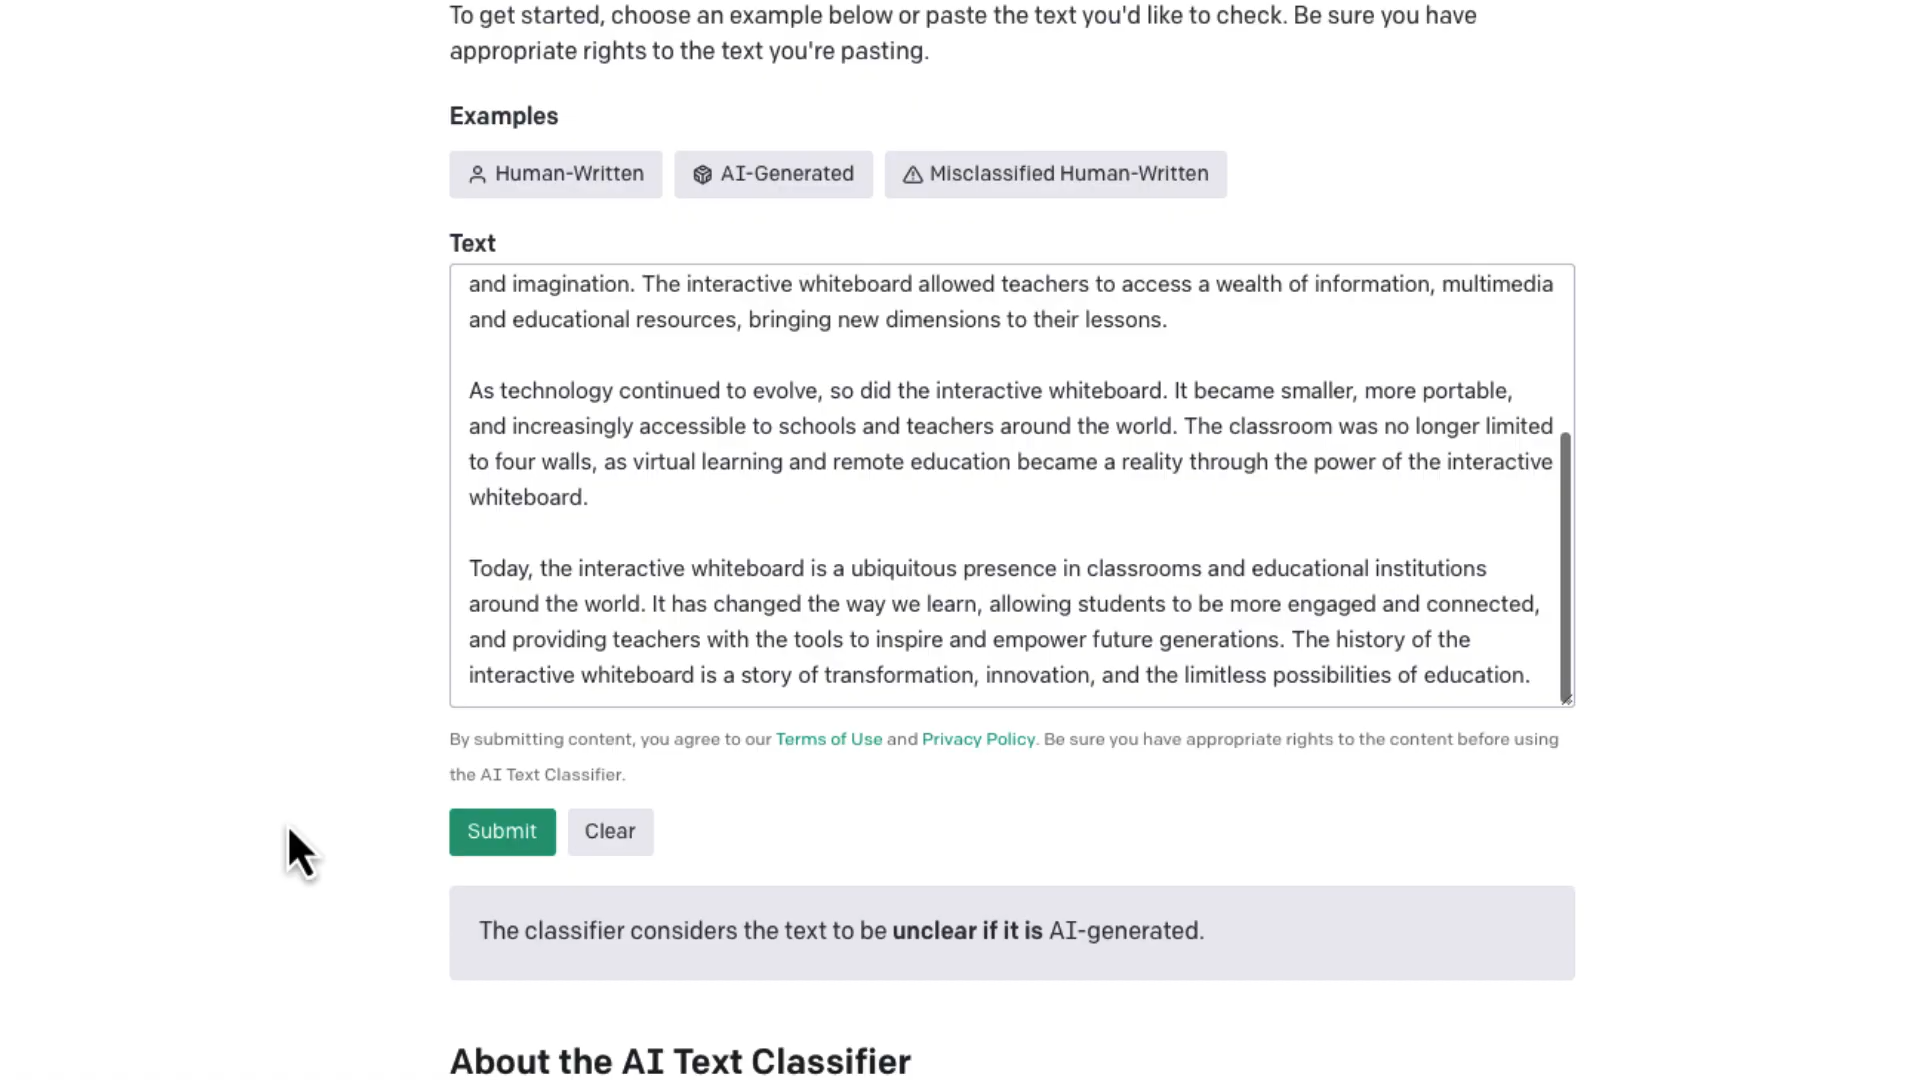 To get started, choose an example below or paste the text you'd like to check. Be sure you have
appropriate rights to the text you're pasting.
Examples
Human-Written
AI-Generated
Misclassified Human-Written
Text
and imagination. The interactive whiteboard allowed teachers to access a wealth of information, multimedia
and educational resources, bringing new dimensions to their lessons.
As technology continued to evolve, so did the interactive whiteboard. It became smaller, more portable,
and increasingly accessible to schools and teachers around the world. The classroom was no longer limited
to four walls, as virtual learning and remote education became a reality through the power of the interactive
whiteboard.
Today, the interactive whiteboard is a ubiquitous presence in classrooms and educational institutions
around the world. It has changed the way we learn, allowing students to be more engaged and connected,
and providing teachers with the tools to inspire and empower future generations. The history of the
interactive whiteboard is a story of transformation, innovation, and the limitless possibilities of education.
By submitting content, you agree to our Terms of Use and Privacy Policy. Be sure you have appropriate rights to the content before using
the AI Text Classifier.
Submit
Clear
The classifier considers the text to be unclear if it is AI-generated.
About the AI Text Classifier